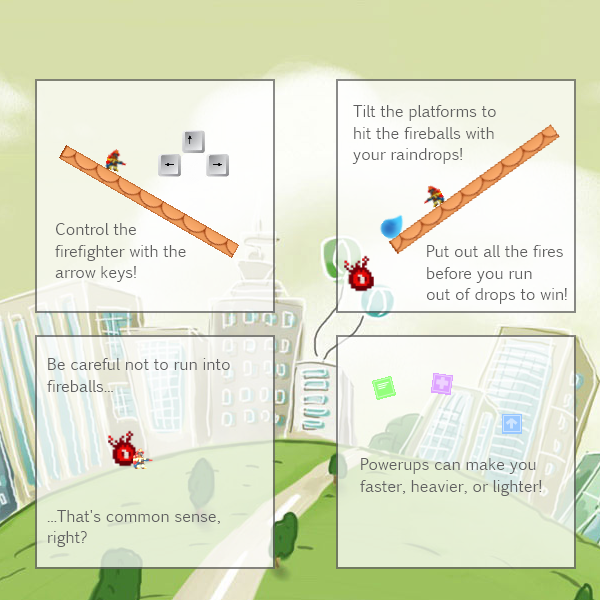 Control the
firefighter with the
arrow keys!
Tilt the platforms to
hit the fireballs with
your raindrops!
Put out all the fires
before you run
out of drops to win!
Be careful not to run into
fireballs...
...That's common sense,
right?
Powerups can make you
faster, heavier, or lighter!